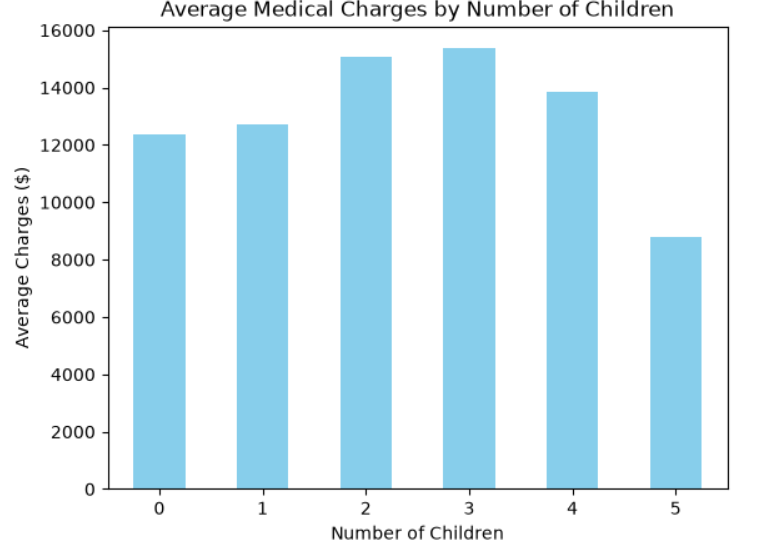 Average Medical Charges by Number of Children
16000
14000
12000
10000
8000
6000
4000
2000
0
Average Charges ($)
0 1 2 3 4 5
Number of Children